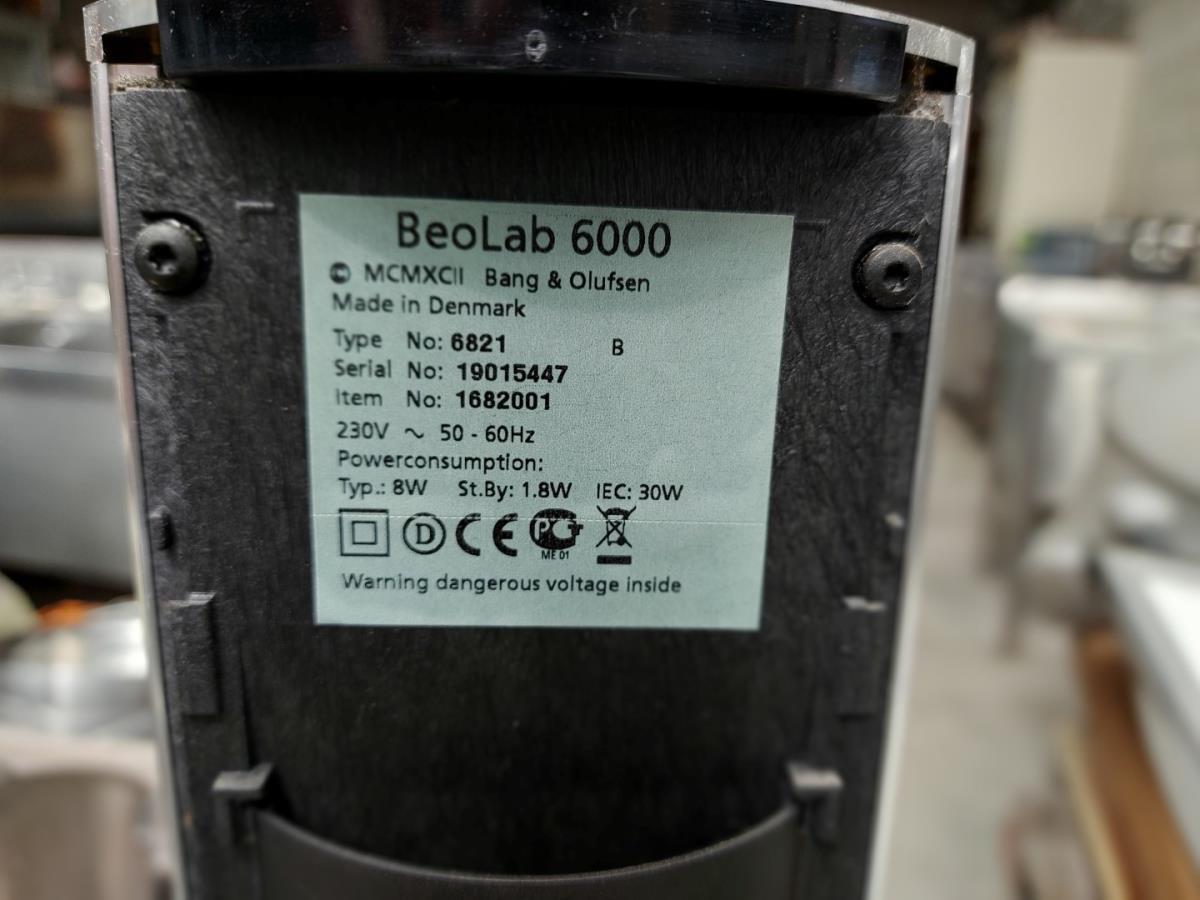 BeoLab 6000
MCMXCII Bang & Olufsen
Made in Denmark
Type No: 6821 B
Serial No: 19015447
Item No: 1682001
230V ~ 50 - 60Hz
Powerconsumption:
Typ.: 8W St.By: 1.8W IEC: 30W
D CE PCT
ME 01
Warning dangerous voltage inside